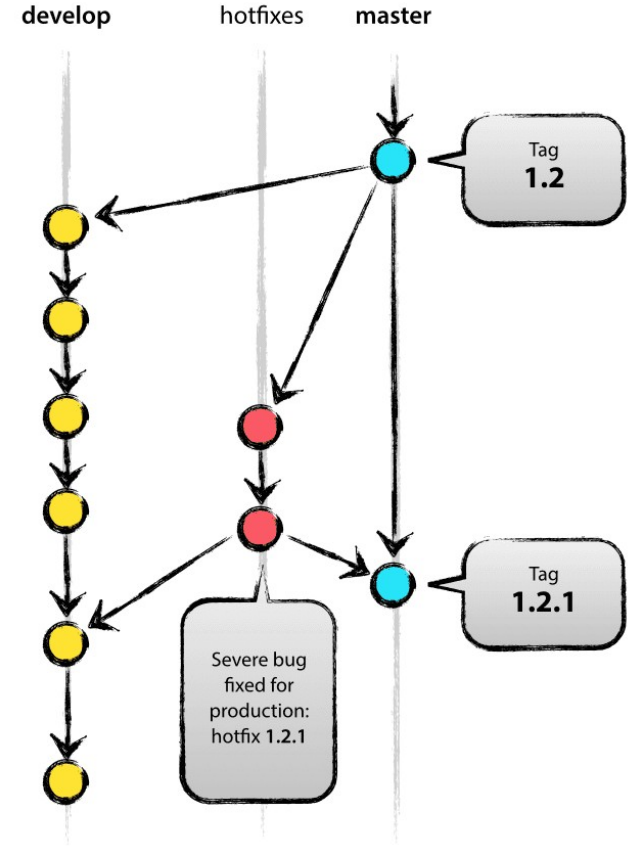 develop hotfixes master
Tag
1.2
Tag
1.2.1
Severe bug
fixed for
production:
hotfix 1.2.1